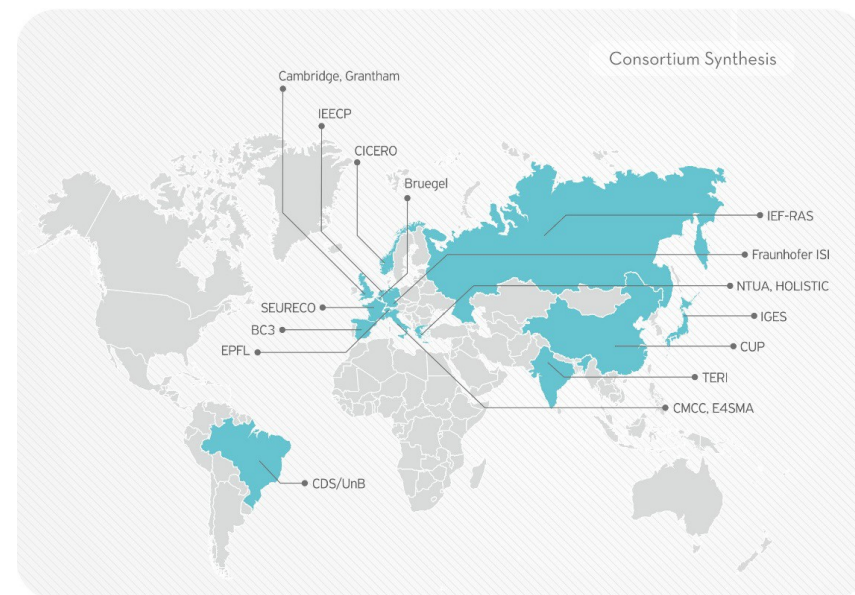 Consortium Synthesis
Cambridge, Grantham
IEECP
CICERO
Bruegel
IEF-RAS
Fraunhofer ISI
NTUA, HOLISTIC
SEURECO
IGES
BC3
CUP
EPFL
TERI
CMCC, E4SMA
CDS/UnB